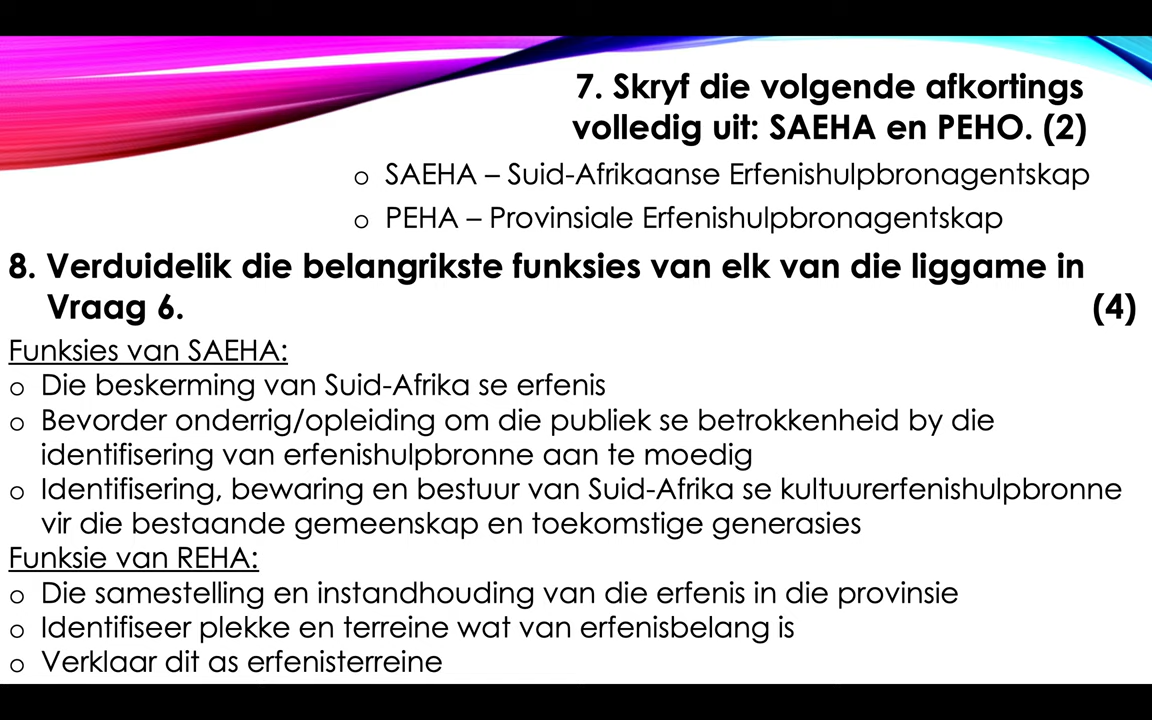 7. Skryf die volgende afkortings
volledig uit: SAEHA en PEHO. (2)
o SAEHA – Suid-Afrikaanse Erfenishulpbronagentskap
o PEHA – Provinsiale Erfenishulpbronagentskap
8. Verduidelik die belangrikste funksies van elk van die liggame in
Vraag 6. (4)
Funksies van SAEHA:
o Die beskerming van Suid-Afrika se erfenis
o Bevorder onderrig/opleiding om die publiek se betrokkenheid by die
identifisering van erfenishulpbronne aan te moedig
o Identifisering, bewaring en bestuur van Suid-Afrika se kultuurerfenishulpbronne
vir die bestaande gemeenskap en toekomstige generasies
Funksie van REHA:
o Die samestelling en instandhouding van die erfenis in die provinsie
o Identifiseer plekke en terreine wat van erfenisbelang is
o Verklaar dit as erfenisterreine